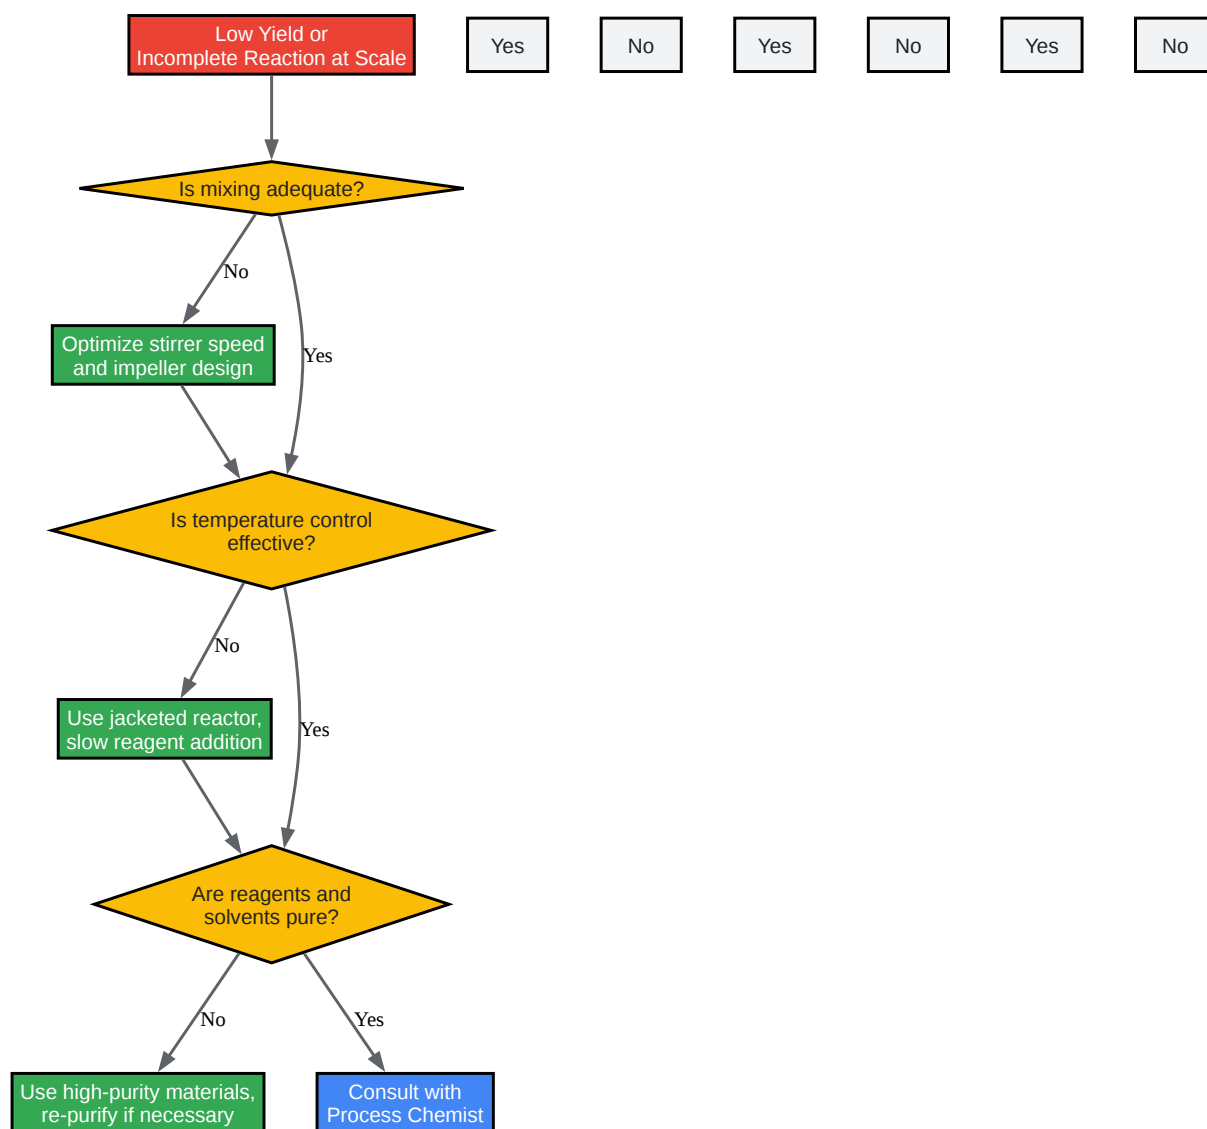 Low Yield or
Incomplete Reaction at Scale
Yes
No
Yes
No
Yes
No
Is mixing adequate?
No
Optimize stirrer speed
and impeller design
Yes
Is temperature control
effective?
No
Use jacketed reactor,
slow reagent addition
Yes
Are reagents and
solvents pure?
No
Yes
Use high-purity materials,
re-purify if necessary
Consult with
Process Chemist